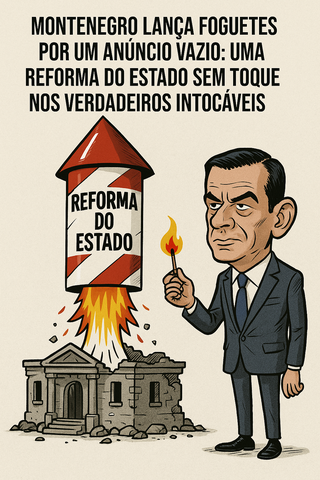 MONTENEGRO LANÇA FOGUETES
POR UM ANÚNCIO VAZIO: UMA
REFORMA DO ESTADO SEM TOQUE
NOS VERDADEIROS INTOCÁVEIS
REFORMA
DO
ESTADO